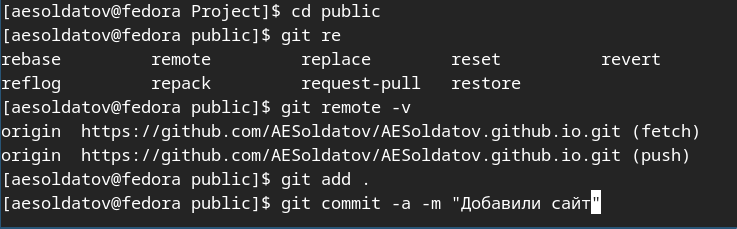 [aesoldatov@fedora Project]$ cd public
[aesoldatov@fedora public]$ git re
rebase remote replace reset revert
reflog repack request-pull restore
[aesoldatov@fedora public]$ git remote -v
origin https://github.com/AESoldatov/AESoldatov.github.io.git (fetch)
origin https://github.com/AESoldatov/AESoldatov.github.io.git (push)
[aesoldatov@fedora public]$ git add .
[aesoldatov@fedora public]$ git commit -a -m "Добавили сайт"